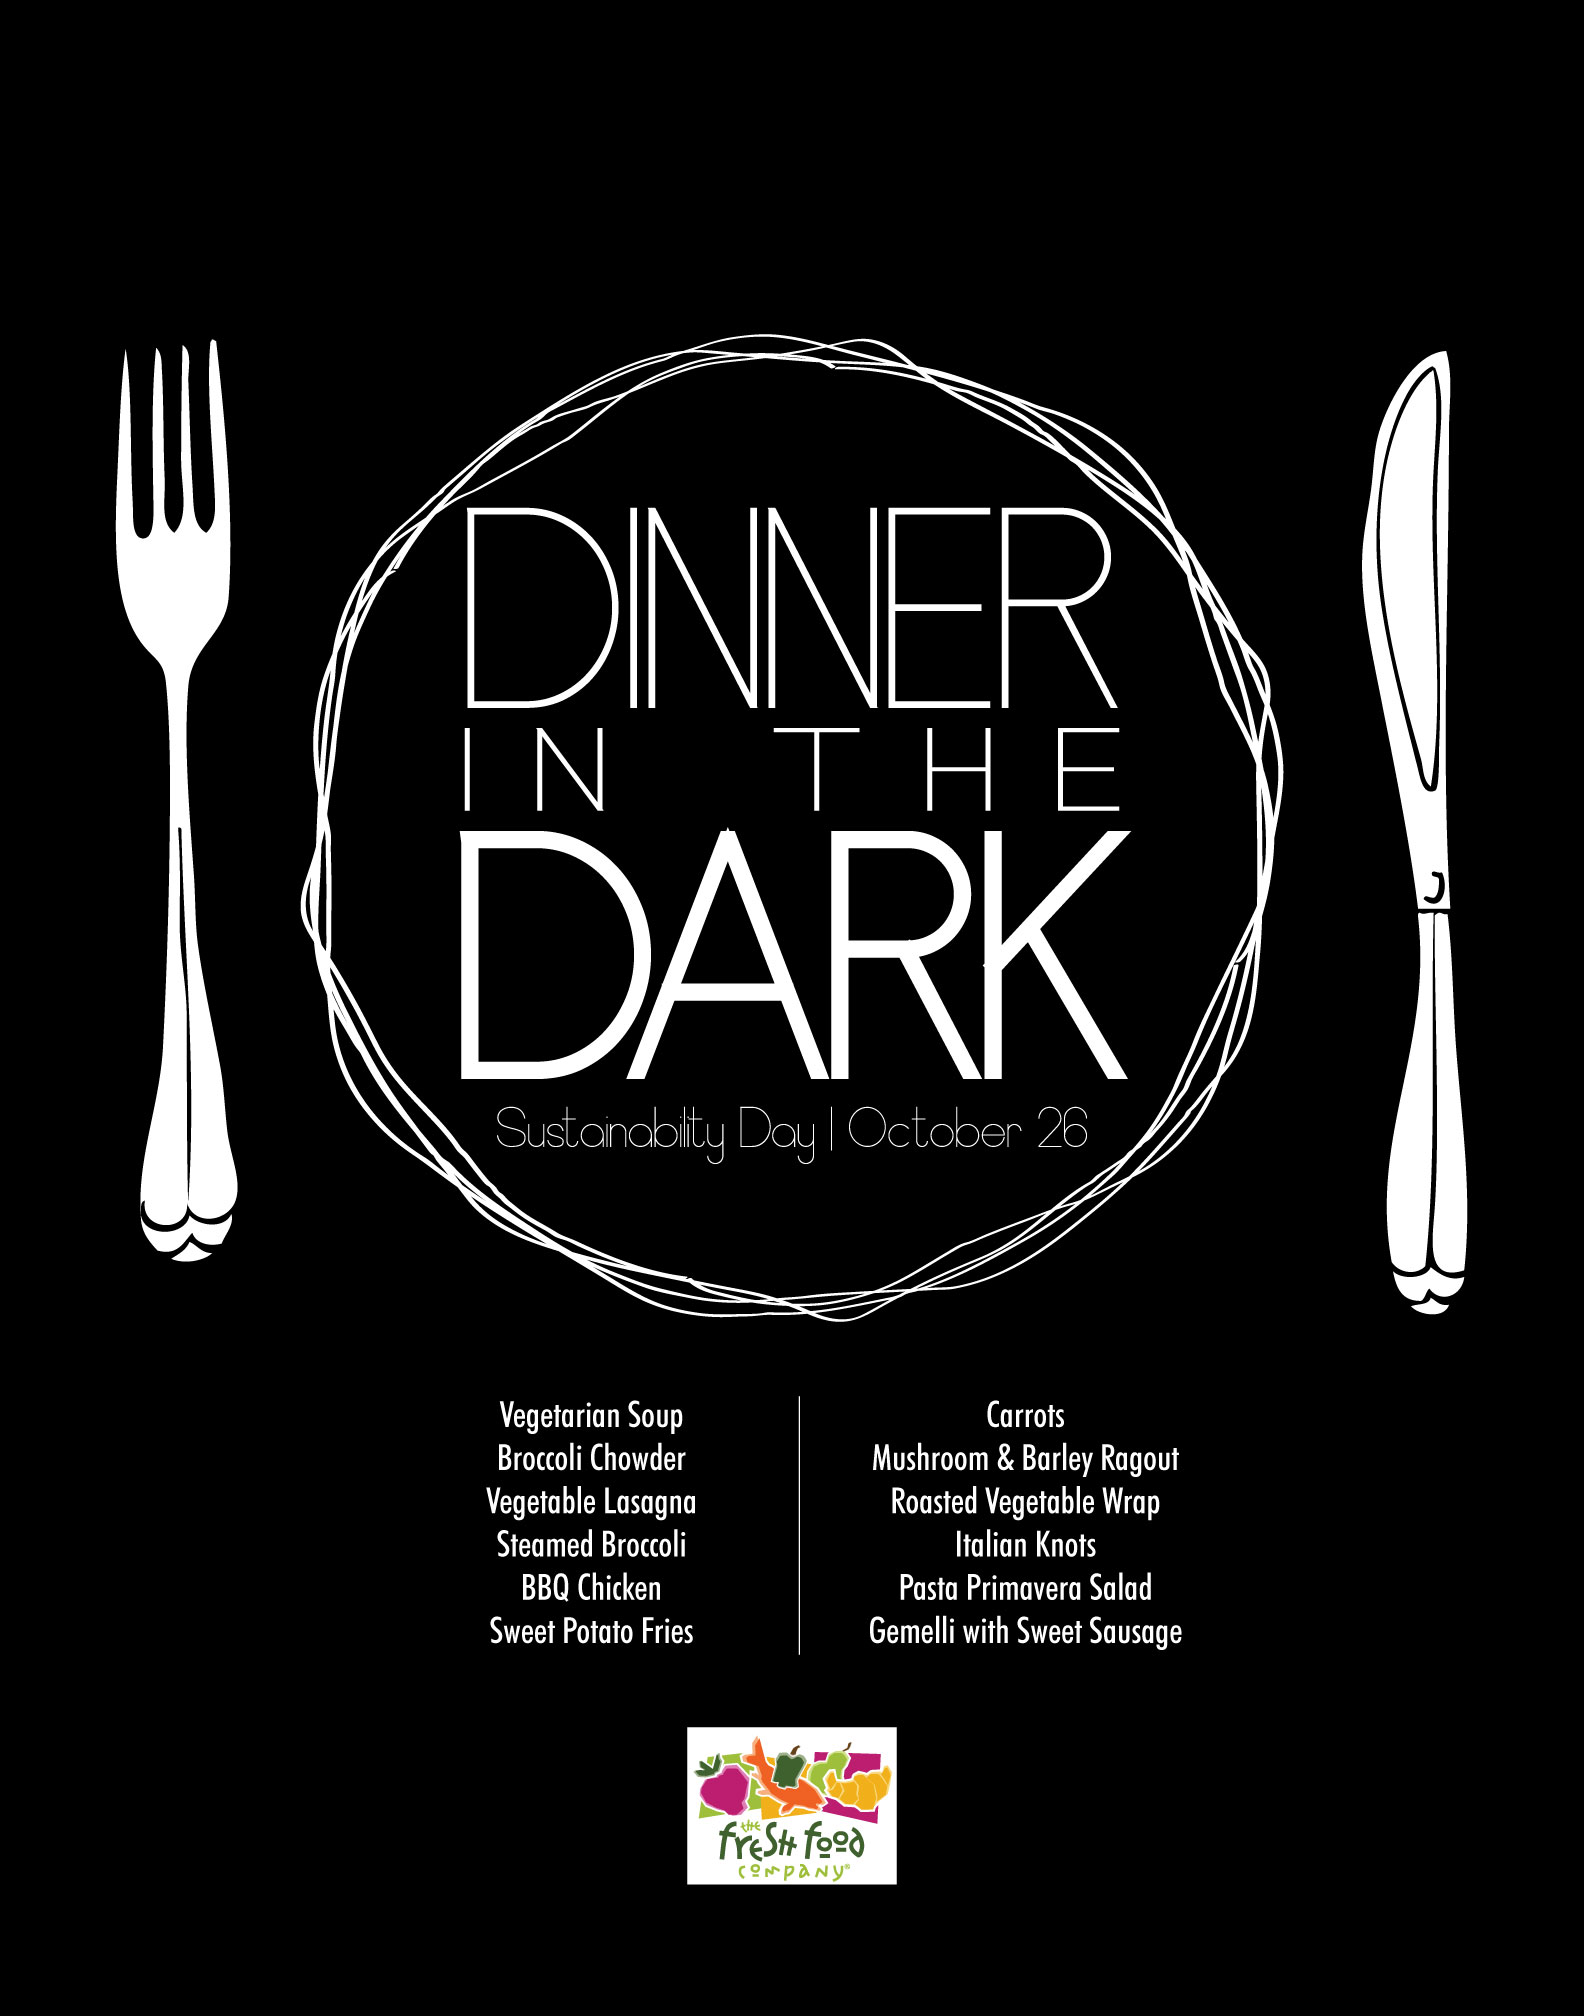 DINNER
IN THE
DARK
Sustainability Day | October 26
Vegetarian Soup
Broccoli Chowder
Vegetable Lasagna
Steamed Broccoli
BBQ Chicken
Sweet Potato Fries
Carrots
Mushroom & Barley Ragout
Roasted Vegetable Wrap
Italian Knots
Pasta Primavera Salad
Gemelli with Sweet Sausage
THE
fResH fooD
COMPANY®